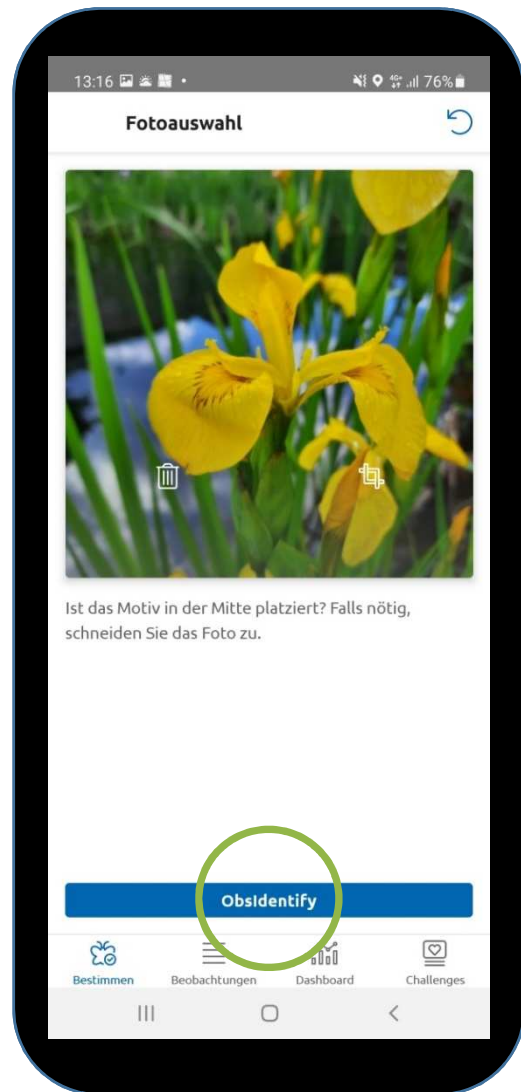 13:16 76%
Fotoauswahl
Ist das Motiv in der Mitte platziert? Falls nötig,
schneiden Sie das Foto zu.
ObsIdentify
Bestimmen Beobachtungen Dashboard Challenges